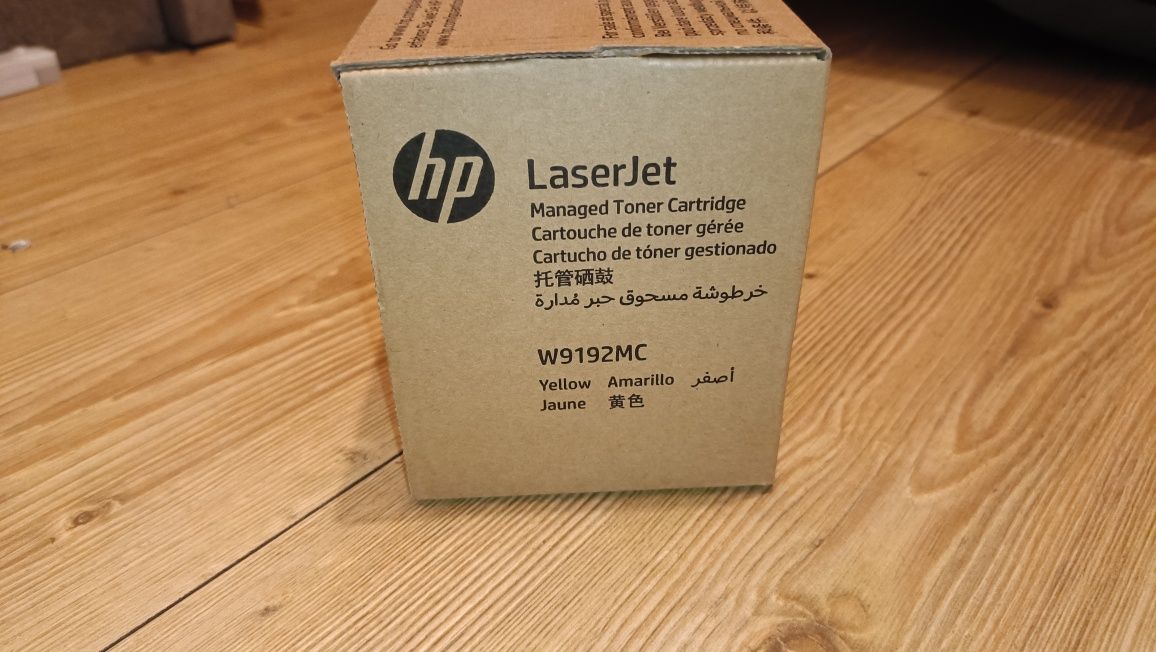 hp
LaserJet
Managed Toner Cartridge
Cartouche de toner gérée
Cartucho de tóner gestionado
托管硒鼓
خرطوشة مسحوق حبر مُدارة
W9192MC
Yellow Amarillo أصفر
Jaune 黄色